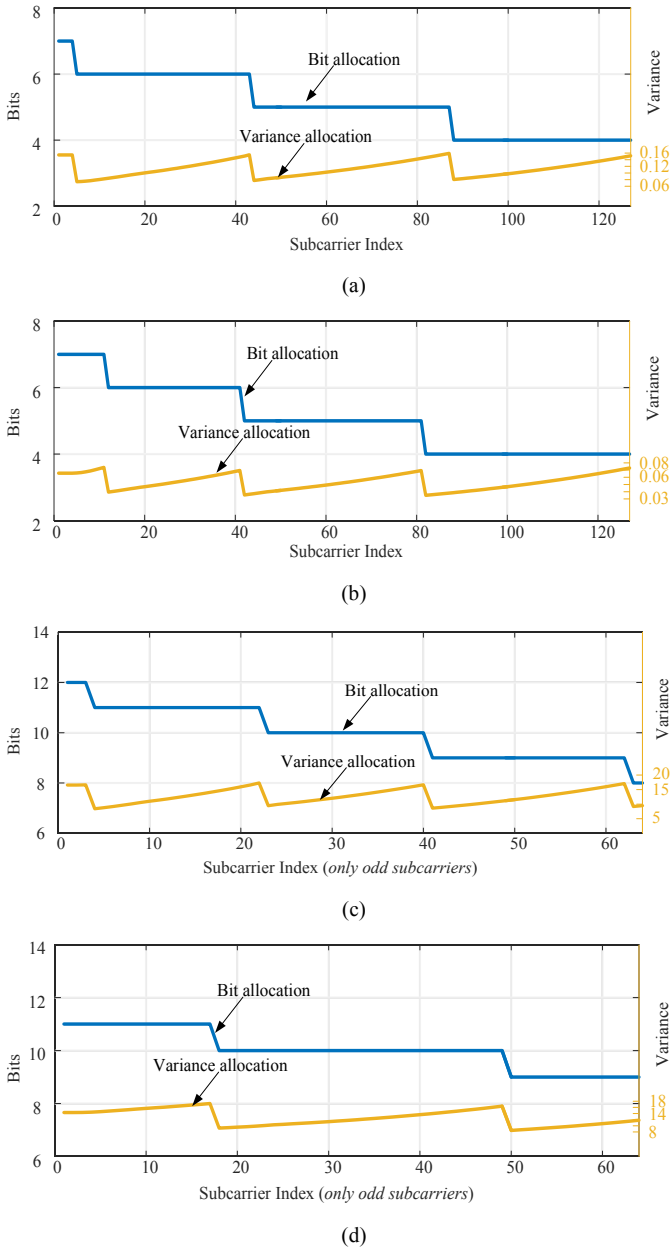 8
6
4
2
Bits
Bit allocation
Variance allocation
Variance
0.16
0.12
0.06
0 20 40 60 80 100 120
Subcarrier Index
(a)
8
6
4
2
Bits
Bit allocation
Variance allocation
Variance
0.08
0.06
0.03
0 20 40 60 80 100 120
Subcarrier Index
(b)
14
12
10
8
6
Bits
Bit allocation
Variance allocation
Variance
20
15
5
0 10 20 30 40 50 60
Subcarrier Index (only odd subcarriers)
(c)
14
12
10
8
6
Bits
Bit allocation
Variance allocation
Variance
18
14
8
0 10 20 30 40 50 60
Subcarrier Index (only odd subcarriers)
(d)